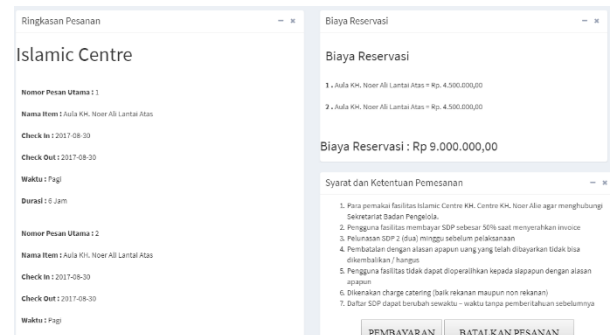 Ringkasan Pesanan
Islamic Centre
Nomor Pesan Utama : 1
Nama Item : Aula KH. Noer Ali Lantai Atas
Check In : 2017-08-30
Check Out : 2017-08-30
Waktu : Pagi
Durasi : 6 Jam
Nomor Pesan Utama : 2
Nama Item : Aula KH. Noer Ali Lantai Atas
Check In : 2017-08-30
Check Out : 2017-08-30
Waktu : Pagi
Biaya Reservasi
Biaya Reservasi
1 . Aula KH. Noer Ali Lantai Atas = Rp. 4.500.000,00
2 . Aula KH. Noer Ali Lantai Atas = Rp. 4.500.000,00
Biaya Reservasi : Rp 9.000.000,00
Syarat dan Ketentuan Pemesanan
1. Para pemakai fasilitas Islamic Centre KH. Centre KH. Noer Alie agar menghubungi
Sekretariat Badan Pengelola.
2. Pengguna fasilitas membayar SDP sebesar 50% saat menyerahkan invoice
3. Pelunasan SDP 2 (dua) minggu sebelum pelaksanaan
4. Pembatalan dengan alasan apapun uang yang telah dibayarkan tidak bisa
dikembalikan / hangus
5. Pengguna fasilitas tidak dapat dioperalihkan kepada siapapun dengan alasan
apapun
6. Dikenakan charge catering (baik rekanan maupun non rekanan)
7. Daftar SDP dapat berubah sewaktu - waktu tanpa pemberitahuan sebelumnya
PEMBAYARAN BATALKAN PESANAN